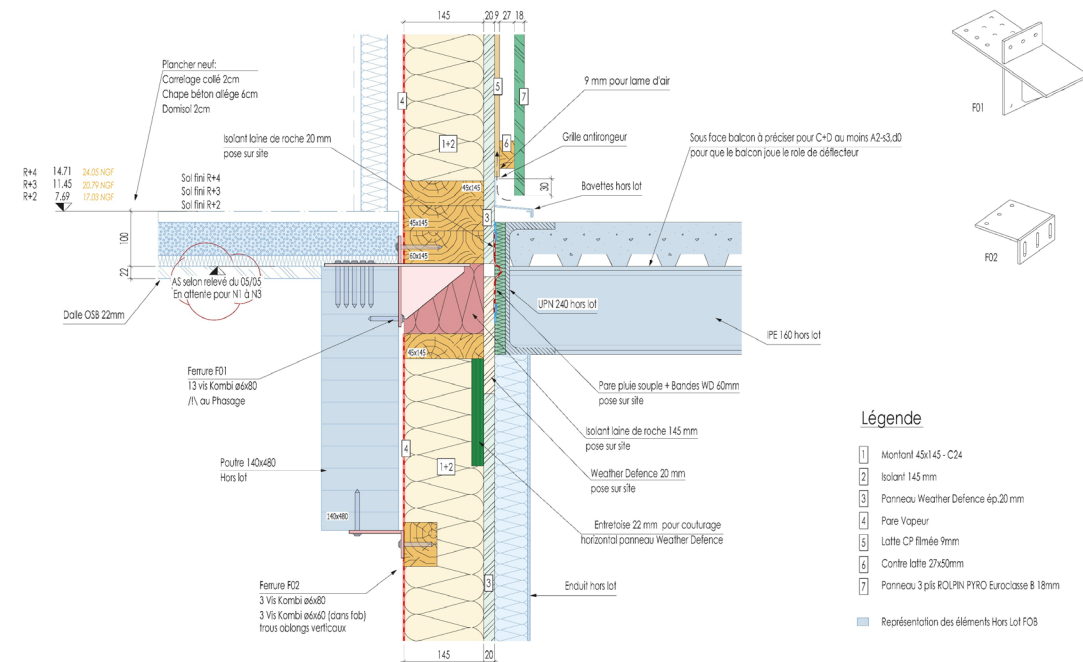 145
20
9
27
18
Plancher neuf:
Carrelage collé 2cm
Chape béton allégé 6cm
Domisol 2cm
9 mm pour lame d'air
F01
Isolant laine de roche 20 mm
pose sur site
Grille antirongeur
Sous face balcon à préciser pour C+D au moins A2-s3,d0
pour que le balcon joue le role de déflecteur
4
5
7
6
1+2
R+4 14.71 24.05 NGF
R+3 11.45 20.79 NGF
R+2 7.69 17.03 NGF
Sol fini R+4
Sol fini R+3
Sol fini R+2
45x145
30
Bavettes hors lot
3
45x145
60x145
F02
100
22
AS selon relevé du 05/05
En attente pour N1 à N3
Dalle OSB 22mm
UPN 240 hors lot
IPE 160 hors lot
45x145
Ferrure F01
13 vis Kombi ø6x80
/!\ au Phasage
Pare pluie souple + Bandes WD 60mm
pose sur site
Isolant laine de roche 145 mm
pose sur site
4
1+2
Poutre 140x480
Hors lot
Weather Defence 20 mm
pose sur site
140x480
Entretoise 22 mm pour couturage
horizontal panneau Weather Defence
Ferrure F02
3 Vis Kombi ø6x80
3 Vis Kombi ø6x60 (dans fob)
trous oblongs verticaux
3
Enduit hors lot
145
20
Légende
1 Montant 45x145 - C24
2 Isolant 145 mm
3 Panneau Weather Defence ép.20 mm
4 Pare Vapeur
5 Latte CP filmée 9mm
6 Contre latte 27x50mm
7 Panneau 3 plis ROLPIN PYRO Euroclasse B 18mm
Représentation des éléments Hors Lot FOB